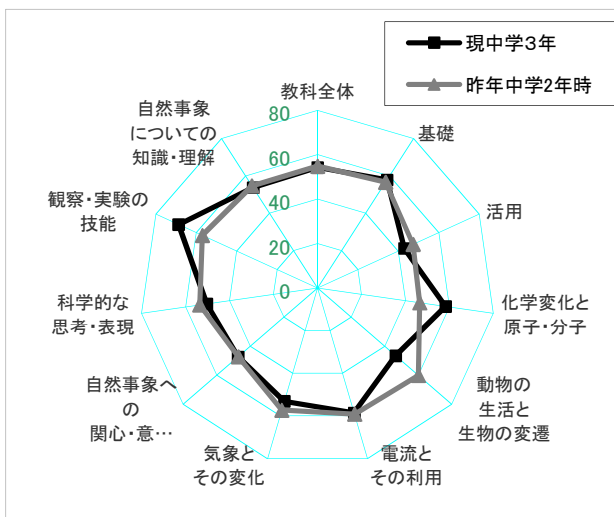 現中学３年
昨年中学2年時
教科全体
基礎
活用
化学変化と
原子・分子
動物の
生活と
生物の変遷
電流と
その利用
気象と
その変化
自然事象へ
の
関心・意…
科学的な
思考・表現
観察・実験の
技能
自然事象
についての
知識・理解
80
60
40
20
0